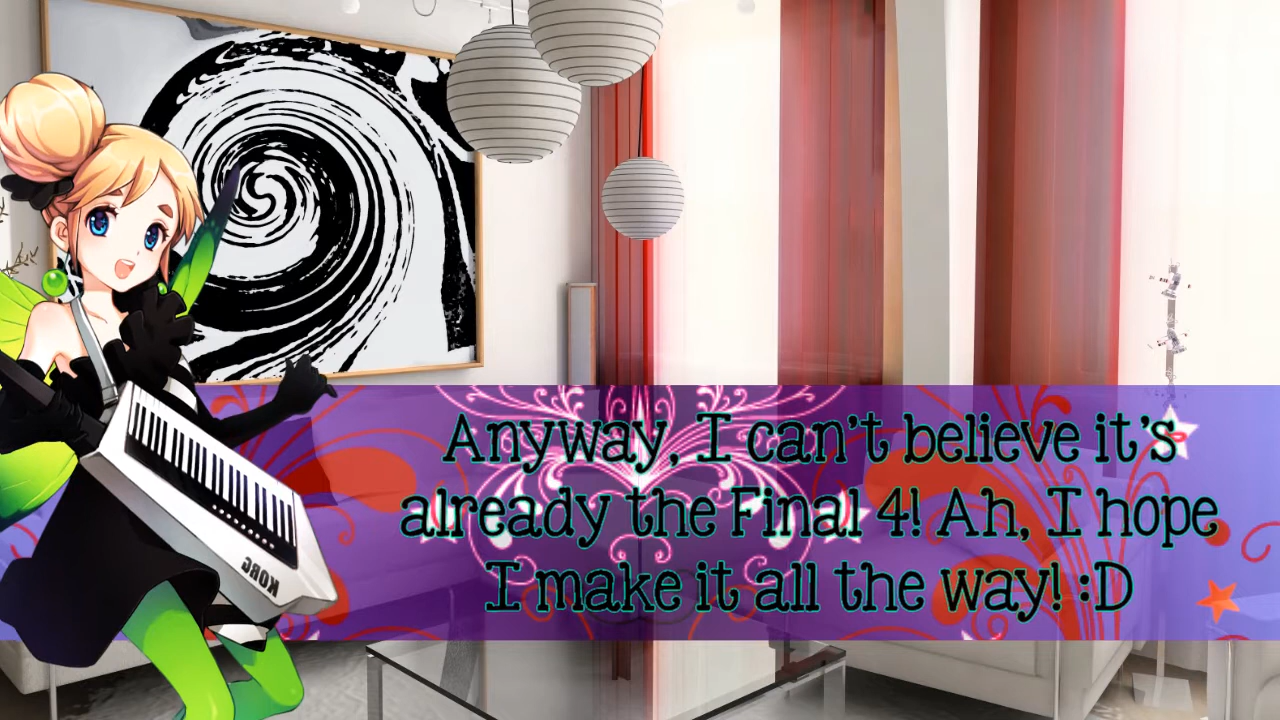 Anyway, I can't believe it's
already the Final 4! Ah, I hope
I make it all the way! :D
KORG